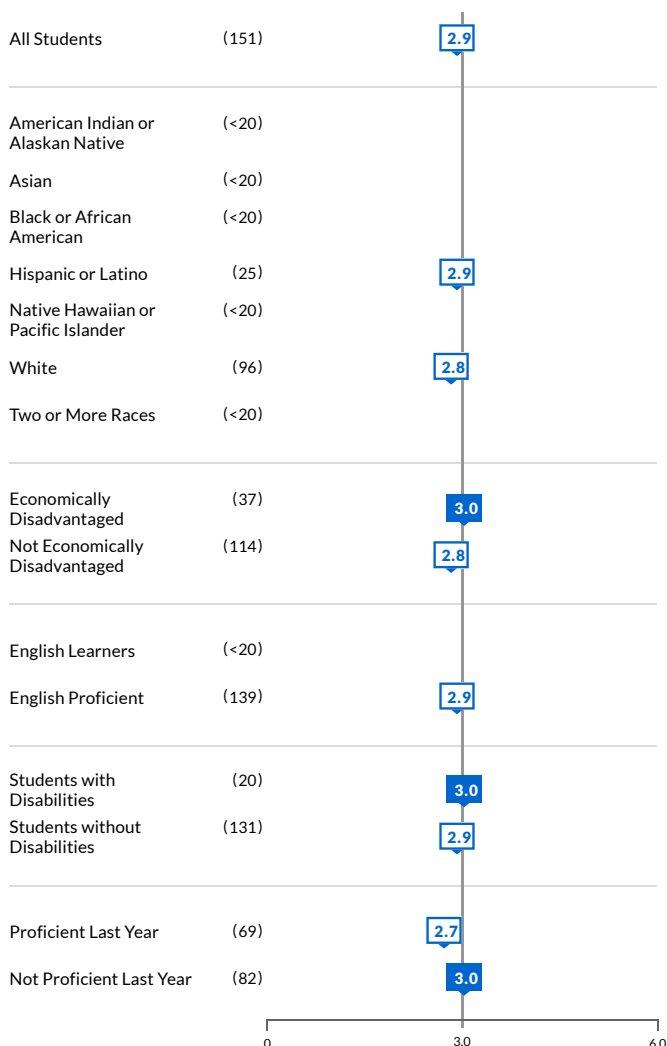 All Students (151) 2.9
American Indian or (<20)
Alaskan Native
Asian (<20)
Black or African (<20)
American
Hispanic or Latino (25) 2.9
Native Hawaiian or (<20)
Pacific Islander
White (96) 2.8
Two or More Races (<20)
Economically (37) 3.0
Disadvantaged
Not Economically (114) 2.8
Disadvantaged
English Learners (<20)
English Proficient (139) 2.9
Students with (20) 3.0
Disabilities
Students without (131) 2.9
Disabilities
Proficient Last Year (69) 2.7
Not Proficient Last Year (82) 3.0
0 3.0 6.0